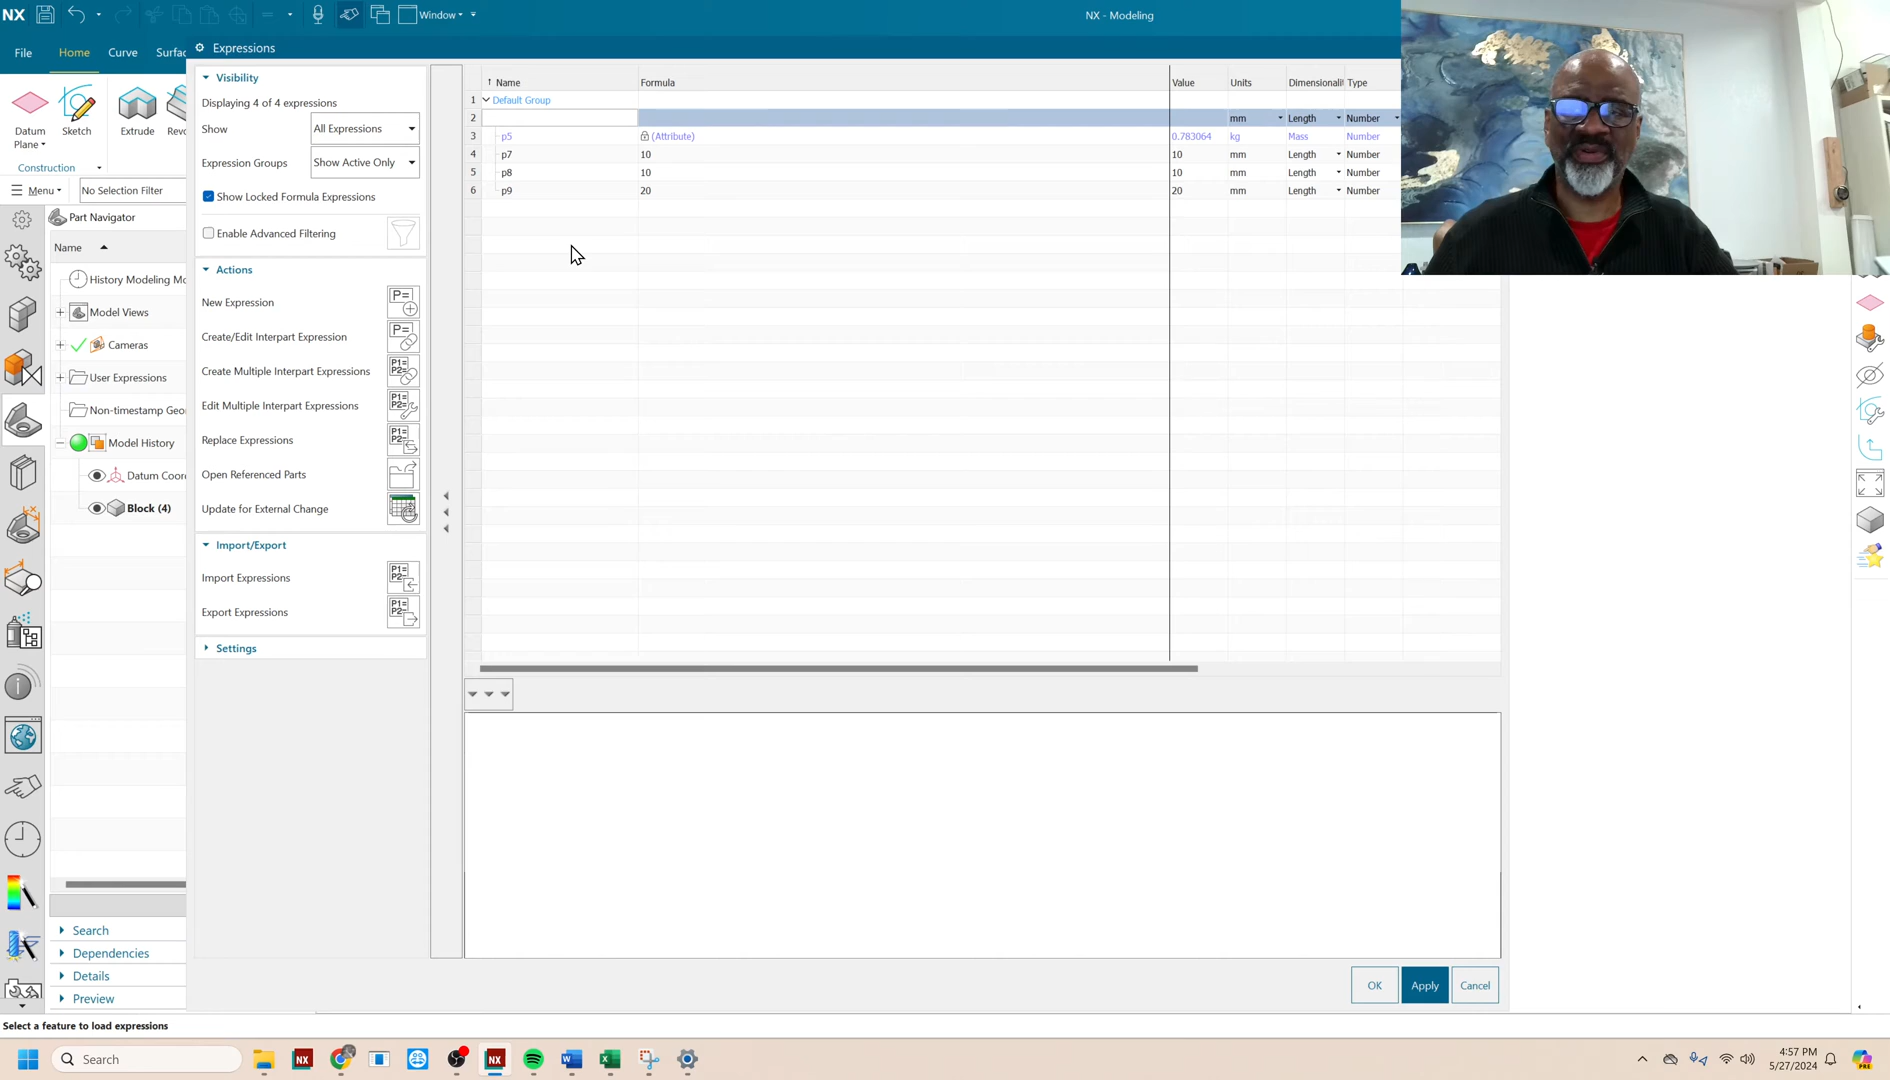 NX
Window
NX - Modeling
File
Home
Curve
Surfac
Datum
Plane
Sketch
Extrude
Revo
Construction
Menu
No Selection Filter
Part Navigator
Name
History Modeling Mo
Model Views
Cameras
User Expressions
Non-timestamp Geo
Model History
Datum Coor
Block (4)
Search
Dependencies
Details
Preview
Select a feature to load expressions
Expressions
Visibility
Displaying 4 of 4 expressions
Show
All Expressions
Expression Groups
Show Active Only
Show Locked Formula Expressions
Enable Advanced Filtering
Actions
New Expression
Create/Edit Interpart Expression
Create Multiple Interpart Expressions
Edit Multiple Interpart Expressions
Replace Expressions
Open Referenced Parts
Update for External Change
Import/Export
Import Expressions
Export Expressions
Settings
Name Formula Value Units Dimensionalit Type
1 Default Group
2 mm Length Number
3 p5 (Attribute) 0.783064 kg Mass Number
4 p7 10 10 mm Length Number
5 p8 10 10 mm Length Number
6 p9 20 20 mm Length Number
OK Apply Cancel
Search
4:57 PM
5/27/2024